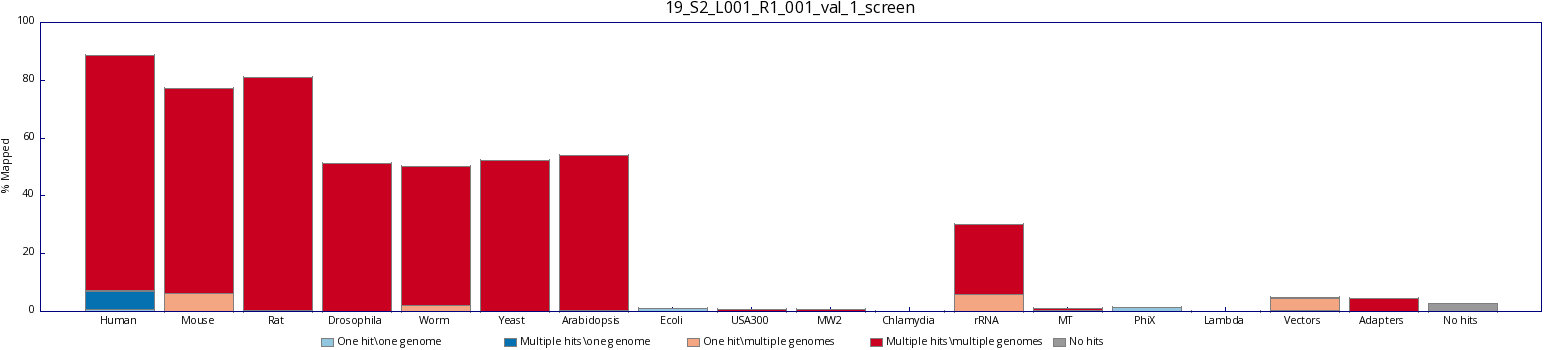 19_S2_L001_R1_001_val_1_screen
100
80
60
40
20
0
% Mapped
Human Mouse Rat Drosophila Worm Yeast Arabidopsis Ecoli USA300 MW2 Chlamydia rRNA MT PhiX Lambda Vectors Adapters No hits
One hit\one genome Multiple hits\one genome One hit\multiple genomes Multiple hits\multiple genomes No hits